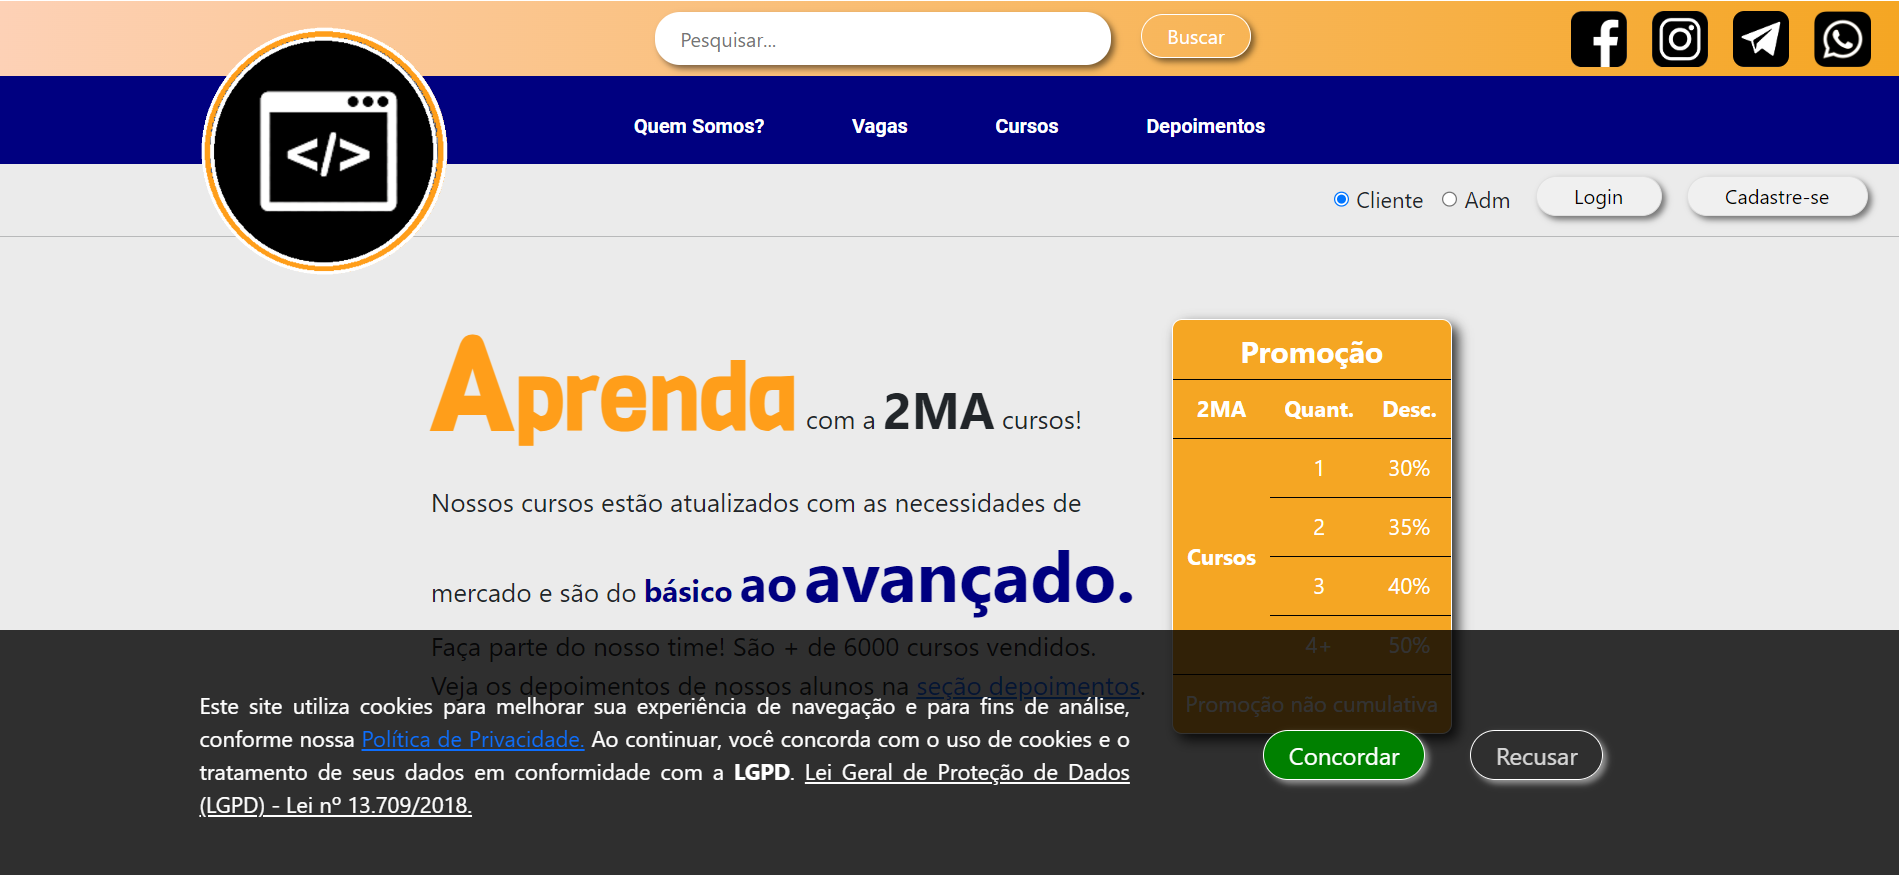 Pesquisar...
Buscar
</>
Quem Somos?
Vagas
Cursos
Depoimentos
Cliente
Adm
Login
Cadastre-se
Aprenda com a 2MA cursos!
Nossos cursos estão atualizados com as necessidades de
mercado e são do básico ao avançado.
Faça parte do nosso time! São + de 6000 cursos vendidos.
Veja os depoimentos de nossos alunos na seção depoimentos.
Promoção
2MA Quant. Desc.
Cursos
1 30%
2 35%
3 40%
4+ 50%
Promoção não cumulativa
Este site utiliza cookies para melhorar sua experiência de navegação e para fins de análise,
conforme nossa Política de Privacidade. Ao continuar, você concorda com o uso de cookies e o
tratamento de seus dados em conformidade com a LGPD. Lei Geral de Proteção de Dados
(LGPD) - Lei nº 13.709/2018.
Concordar
Recusar